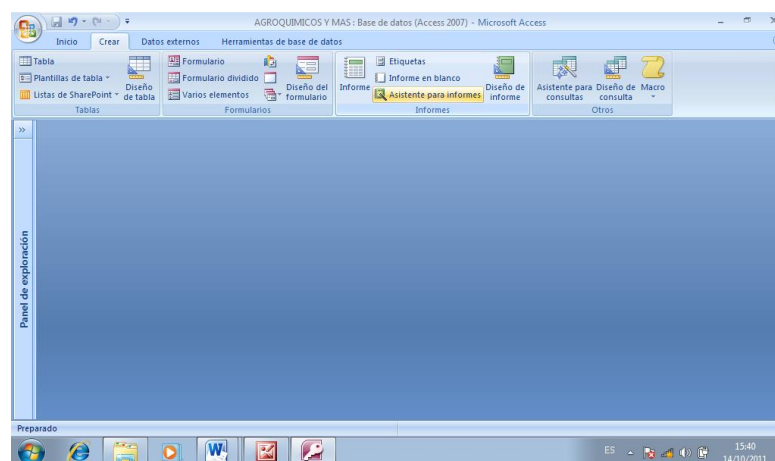 AGROQUIMICOS Y MAS : Base de datos (Access 2007) - Microsoft Access
Inicio Crear Datos externos Herramientas de base de datos
Tabla
Plantillas de tabla
Listas de SharePoint
Diseño de tabla
Tablas
Formulario
Formulario dividido
Varios elementos
Diseño del formulario
Formularios
Informe
Etiquetas
Informe en blanco
Asistente para informes
Diseño de informe
Informes
Asistente para consultas
Diseño de consulta
Macro
Otros
Panel de exploración
Preparado
W
ES
15:40
14/10/2011